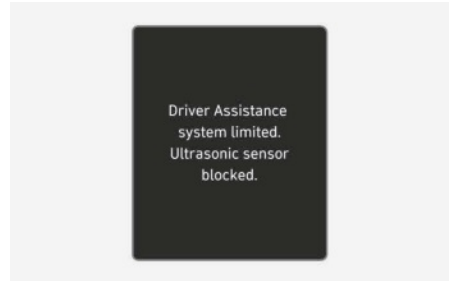 Driver Assistance
system limited.
Ultrasonic sensor
blocked.